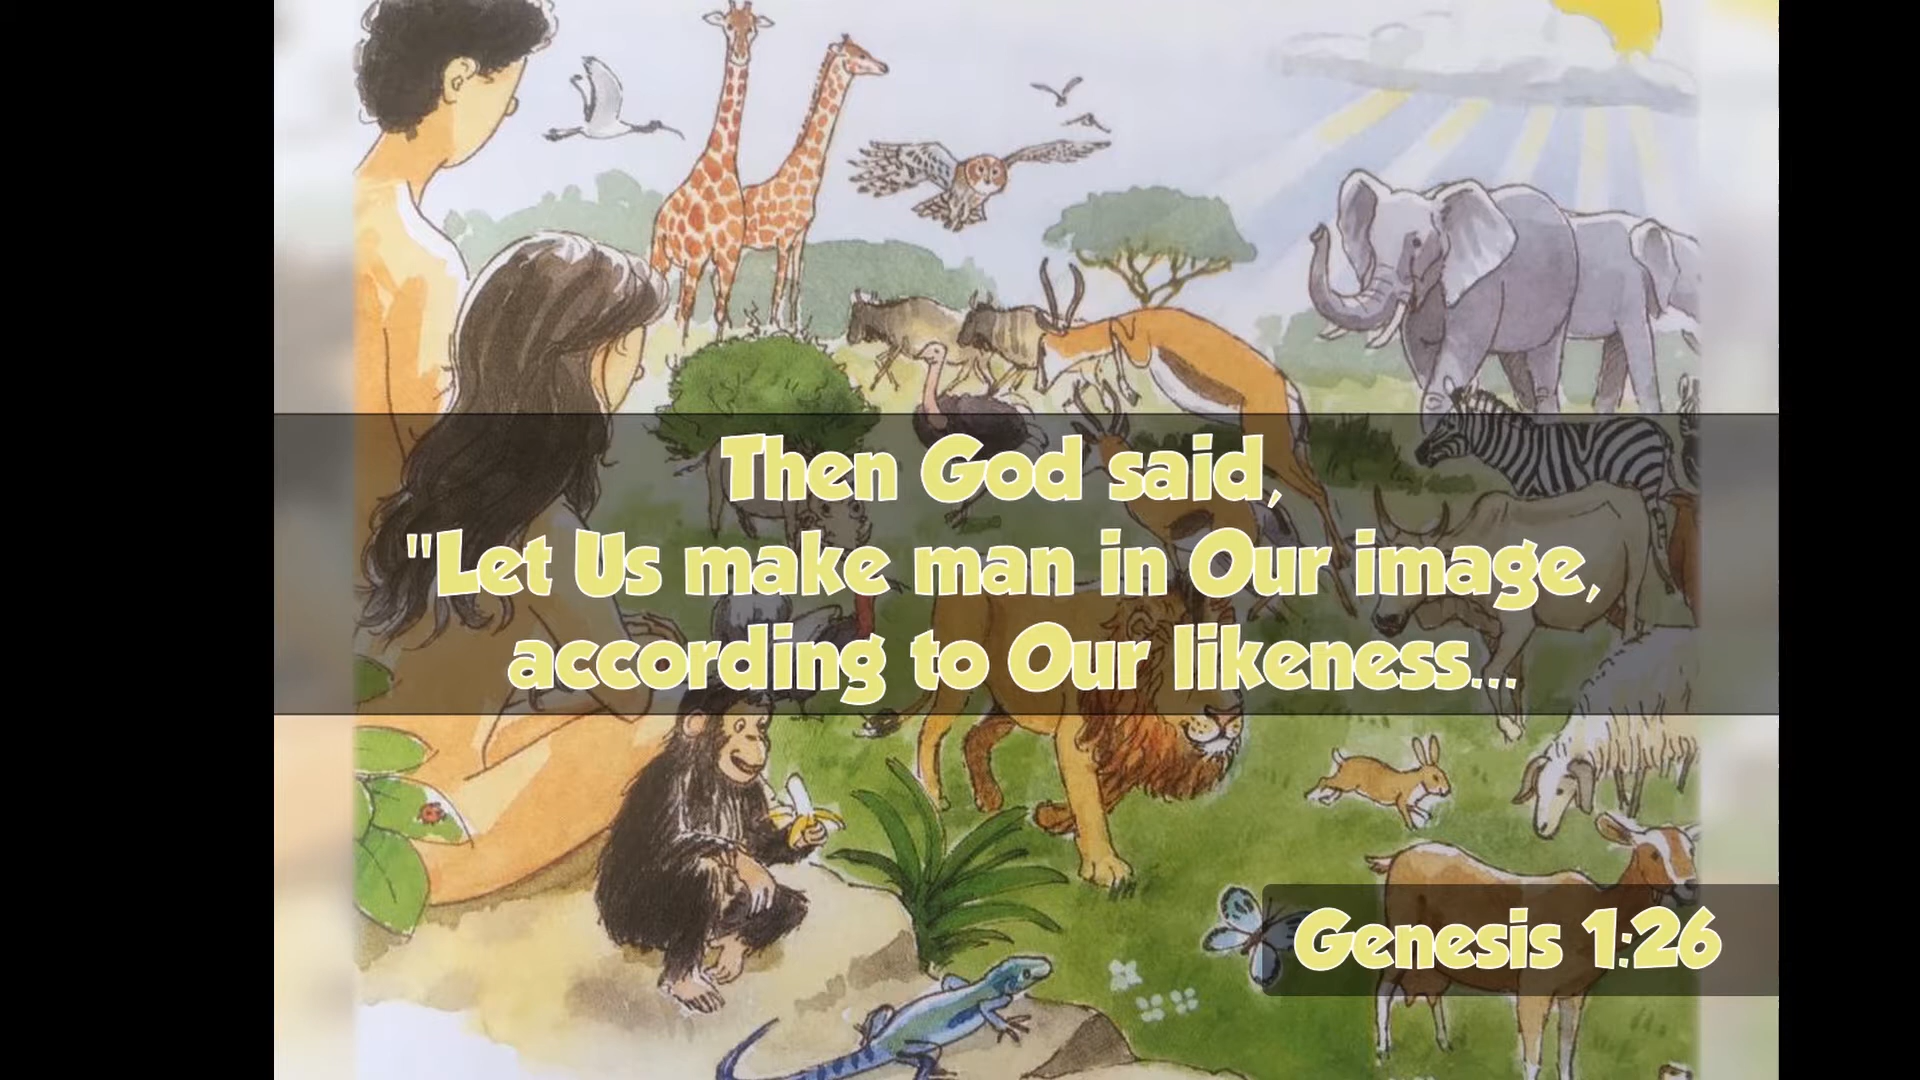 Then God said,
"Let Us make man in Our image,
according to Our likeness...
Genesis 1:26